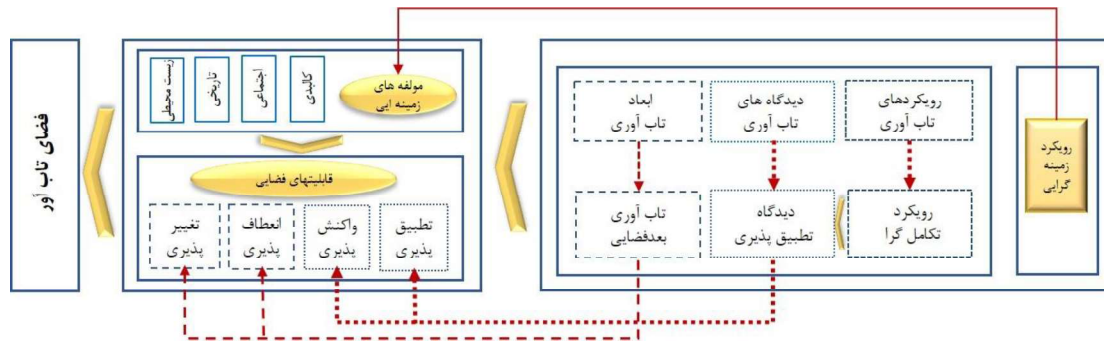 رویکرد
زمینه
گرایی
رویکردهای
تاب آوری
دیدگاه های
تاب آوری
ابعاد
تاب آوری
رویکرد
تکامل گرا
دیدگاه
تطبیق پذیری
تاب آوری
بعدفضایی
مولفه های
زمینه ایی
کالبدی
اجتماعی
تاریخی
زیست محیطی
قابلیتهای فضایی
تطبیق
پذیری
واکنش
پذیری
انعطاف
پذیری
تغییر
پذیری
فضای تاب آور